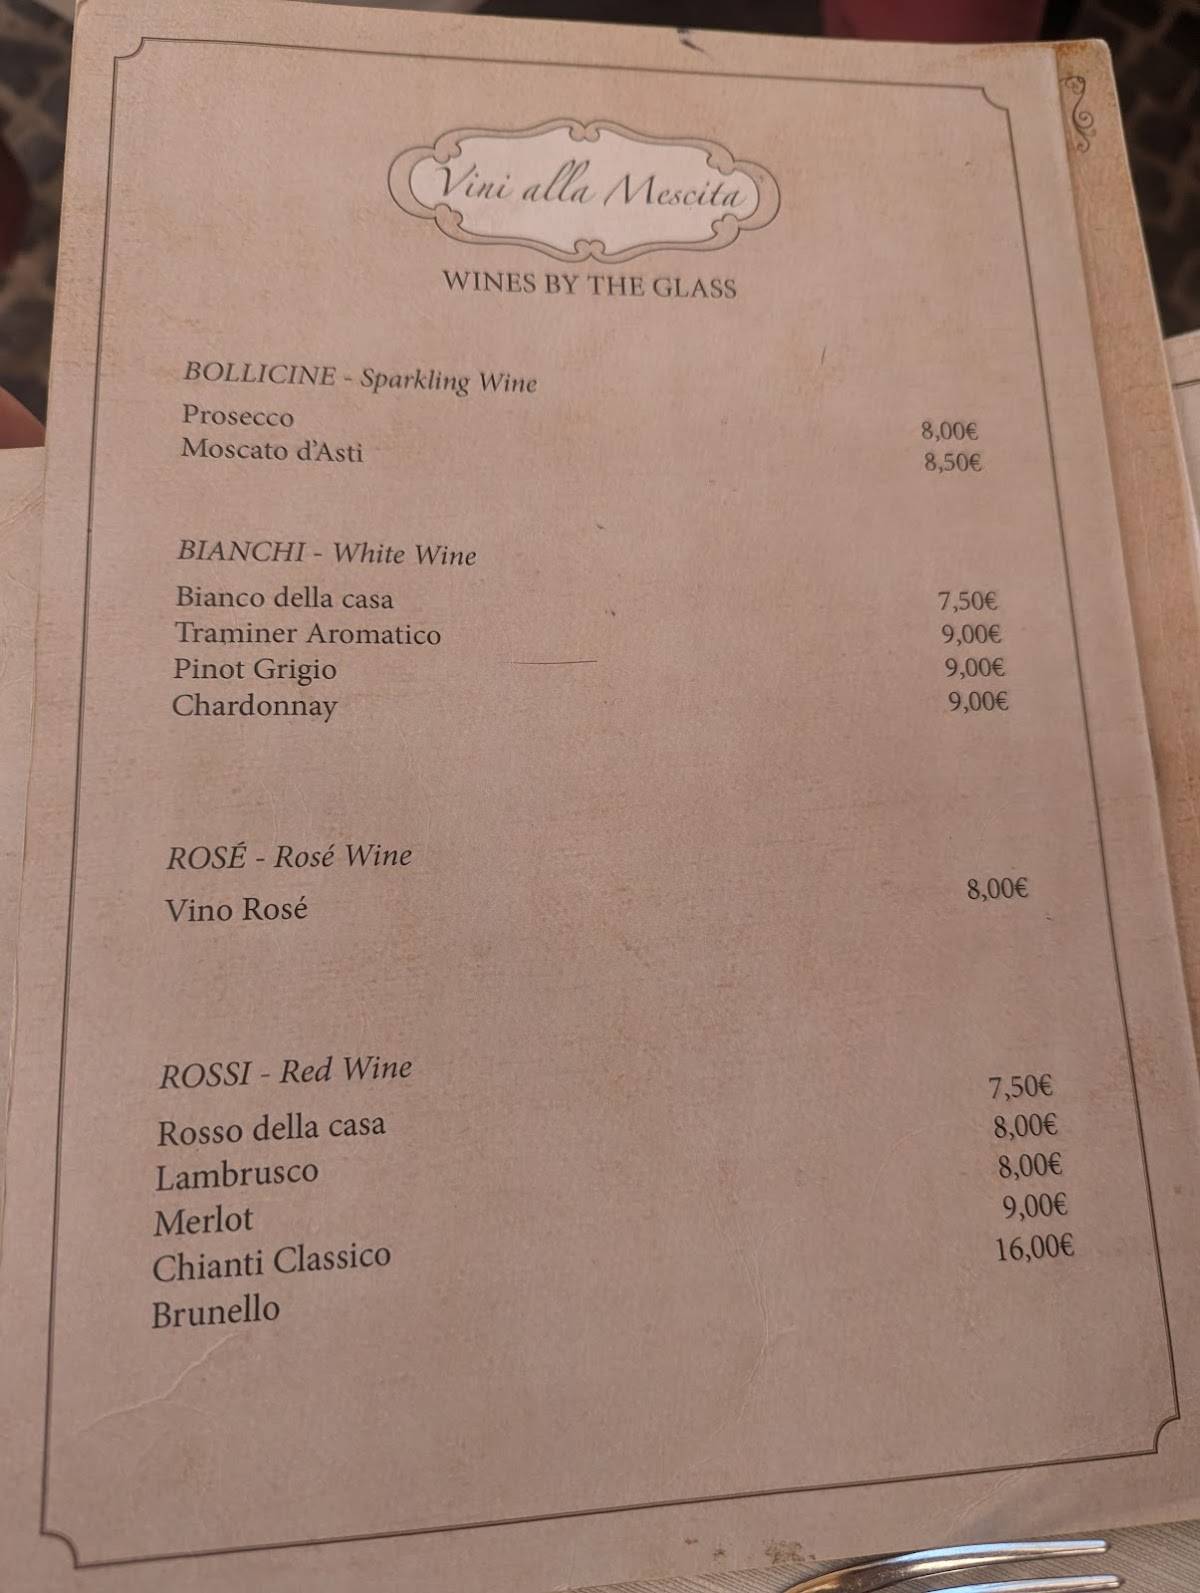 Vini alla Mescita
WINES BY THE GLASS
BOLLICINE - Sparkling Wine
Prosecco 8,00€
Moscato d'Asti 8,50€
BIANCHI - White Wine
Bianco della casa 7,50€
Traminer Aromatico 9,00€
Pinot Grigio 9,00€
Chardonnay 9,00€
ROSÉ - Rosé Wine
Vino Rosé 8,00€
ROSSI - Red Wine
Rosso della casa 7,50€
Lambrusco 8,00€
Merlot 8,00€
Chianti Classico 9,00€
Brunello 16,00€